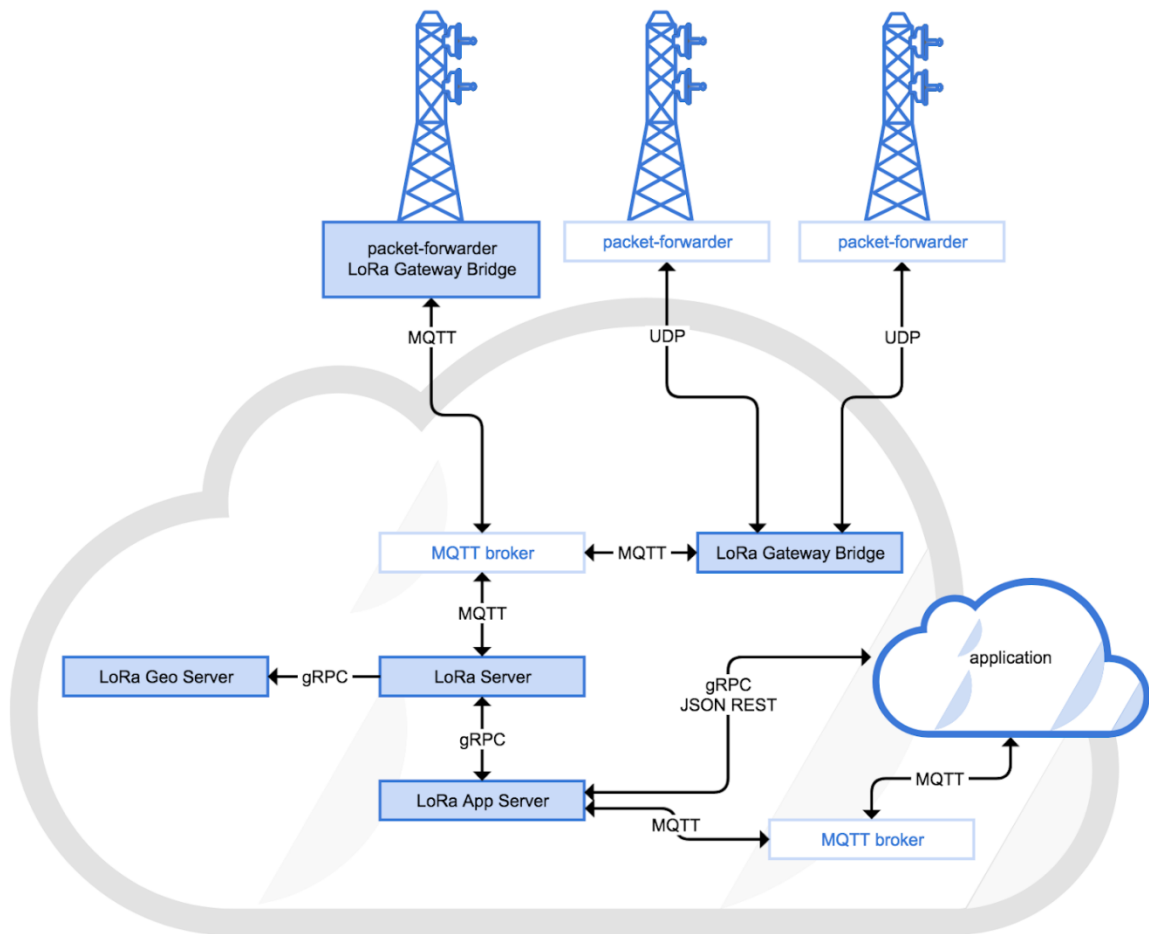 packet-forwarder
LoRa Gateway Bridge
packet-forwarder
packet-forwarder
MQTT
UDP
UDP
MQTT broker
MQTT
LoRa Gateway Bridge
MQTT
LoRa Geo Server
gRPC
LoRa Server
application
gRPC
JSON REST
gRPC
LoRa App Server
MQTT
MQTT
MQTT broker